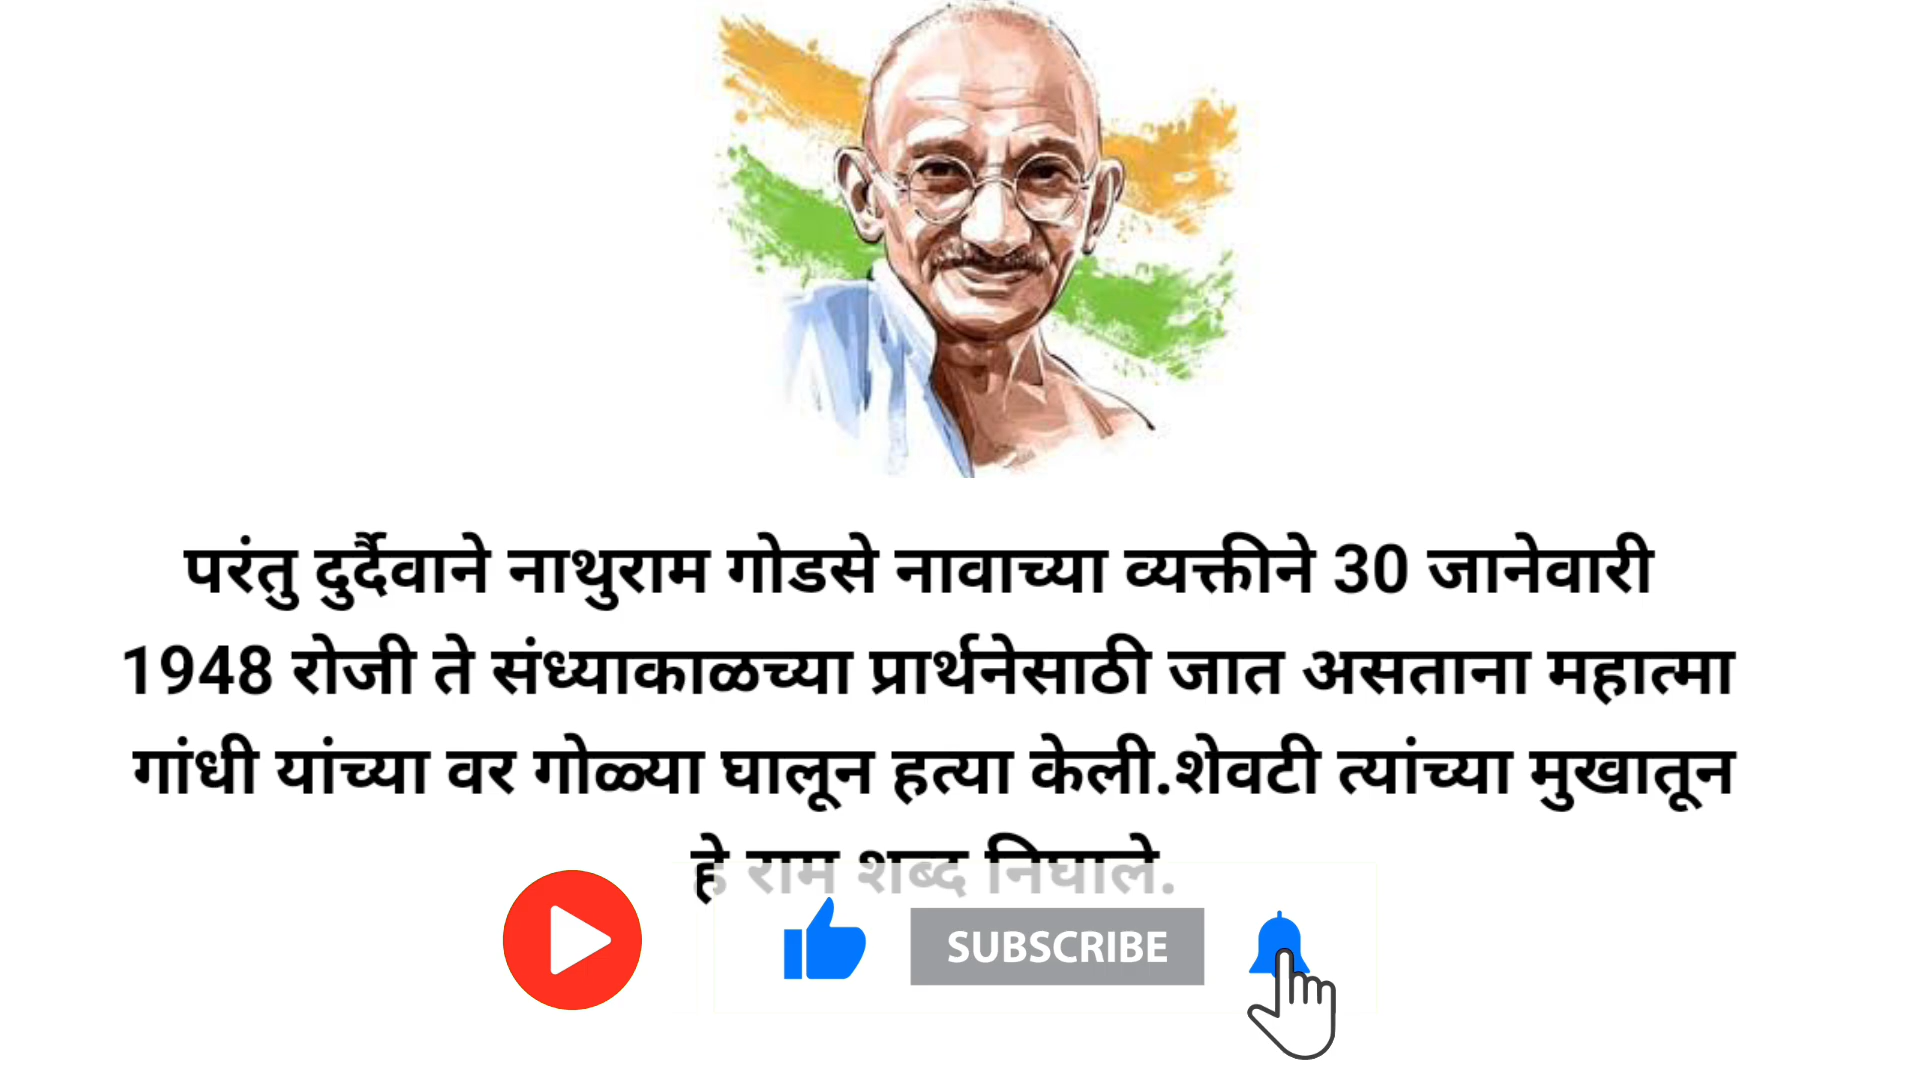 परंतु दुर्दैवाने नाथुराम गोडसे नावाच्या व्यक्तीने 30 जानेवारी
1948 रोजी ते संध्याकाळच्या प्रार्थनेसाठी जात असताना महात्मा
गांधी यांच्या वर गोळ्या घालून हत्या केली.शेवटी त्यांच्या मुखातून
हे राम शब्द निघाले.
SUBSCRIBE